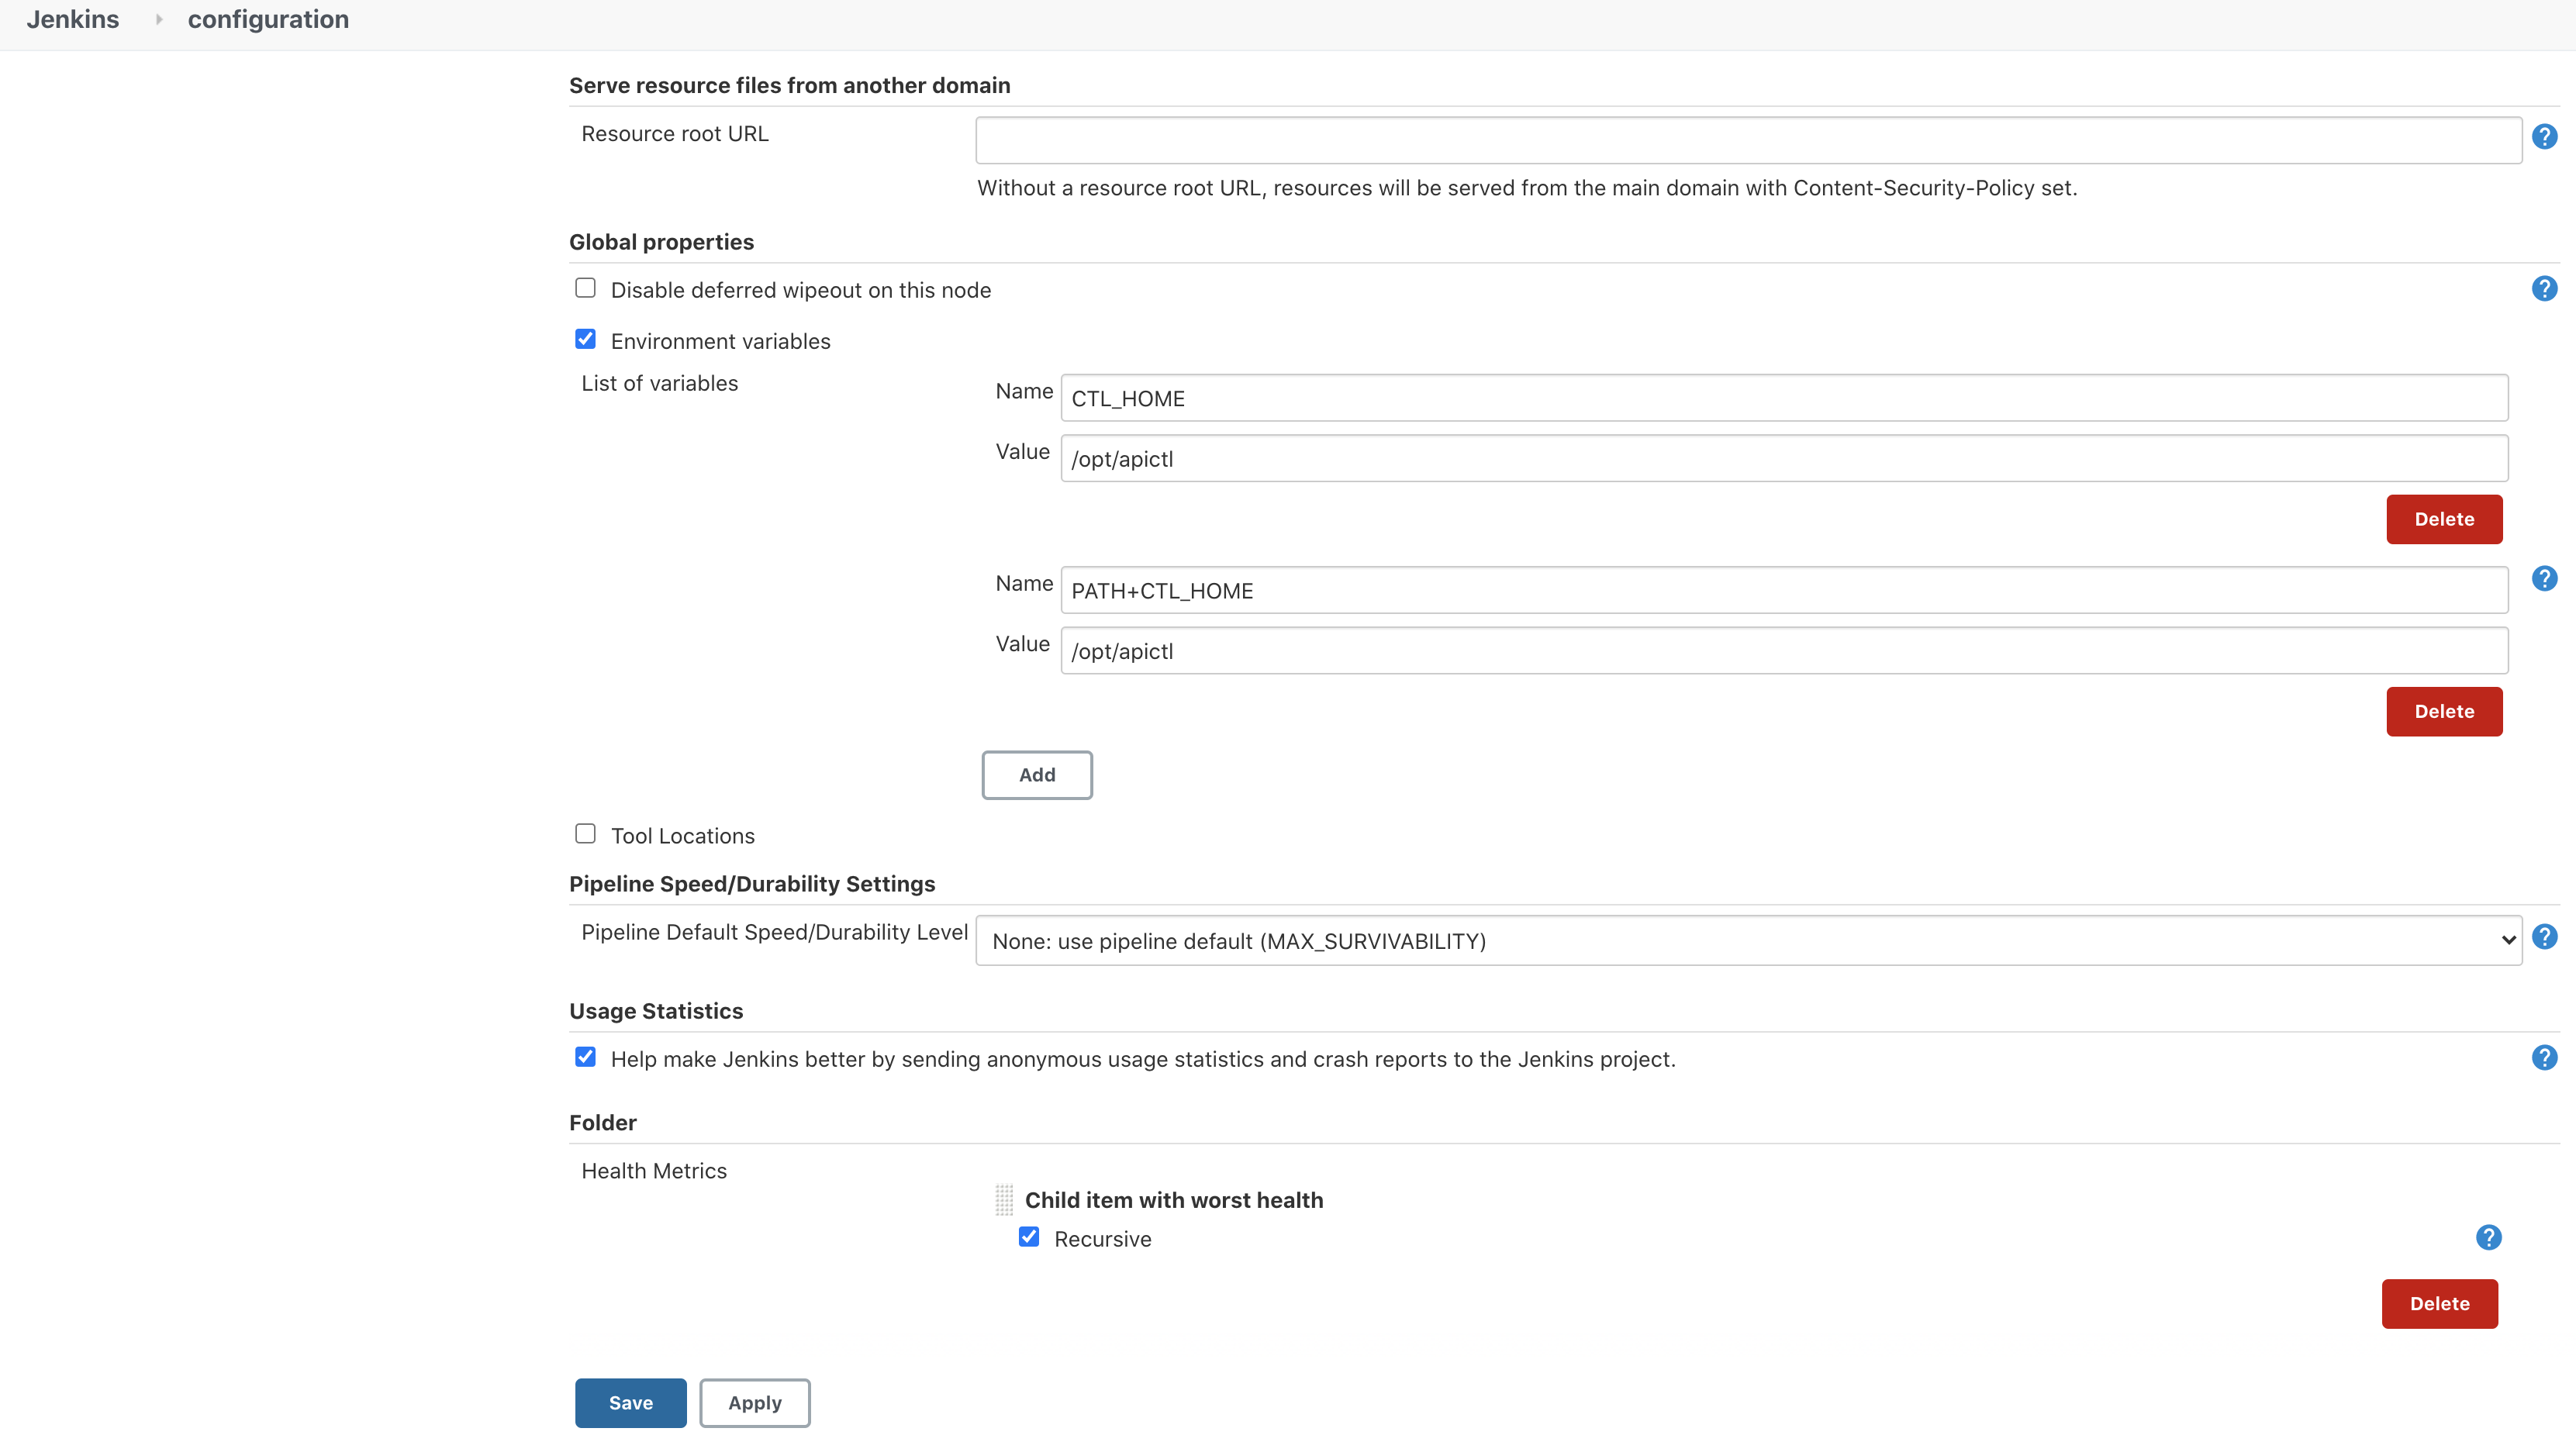 Jenkins configuration
Serve resource files from another domain
Resource root URL
Without a resource root URL, resources will be served from the main domain with Content-Security-Policy set.
Global properties
Disable deferred wipeout on this node
Environment variables
List of variables
Name CTL_HOME
Value /opt/apictl
Delete
Name PATH+CTL_HOME
Value /opt/apictl
Delete
Add
Tool Locations
Pipeline Speed/Durability Settings
Pipeline Default Speed/Durability Level None: use pipeline default (MAX_SURVIVABILITY)
Usage Statistics
Help make Jenkins better by sending anonymous usage statistics and crash reports to the Jenkins project.
Folder
Health Metrics
Child item with worst health
Recursive
Delete
Save Apply